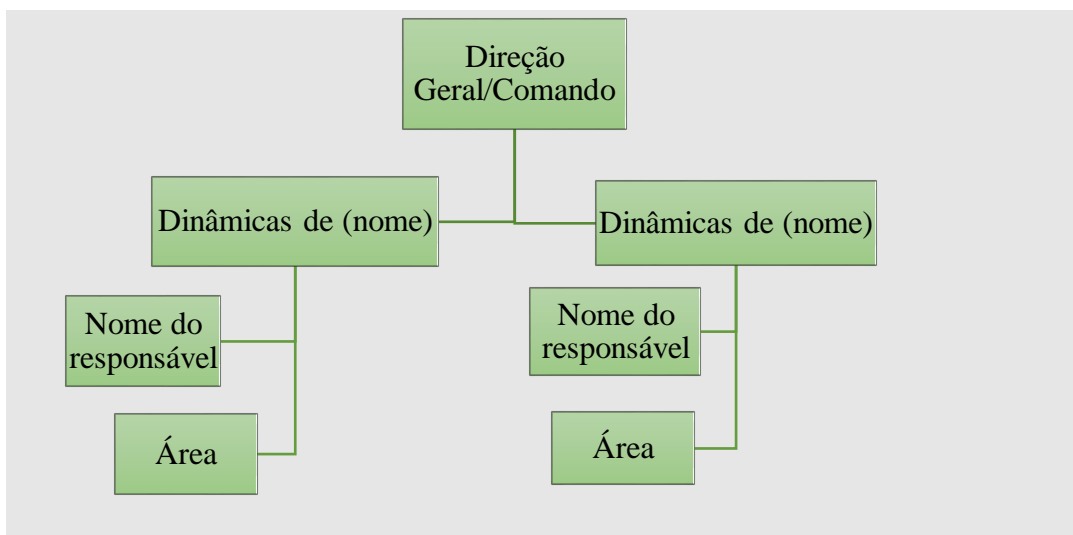 Direção
Geral/Comando
Dinâmicas de (nome)
Dinâmicas de (nome)
Nome do
responsável
Nome do
responsável
Área
Área